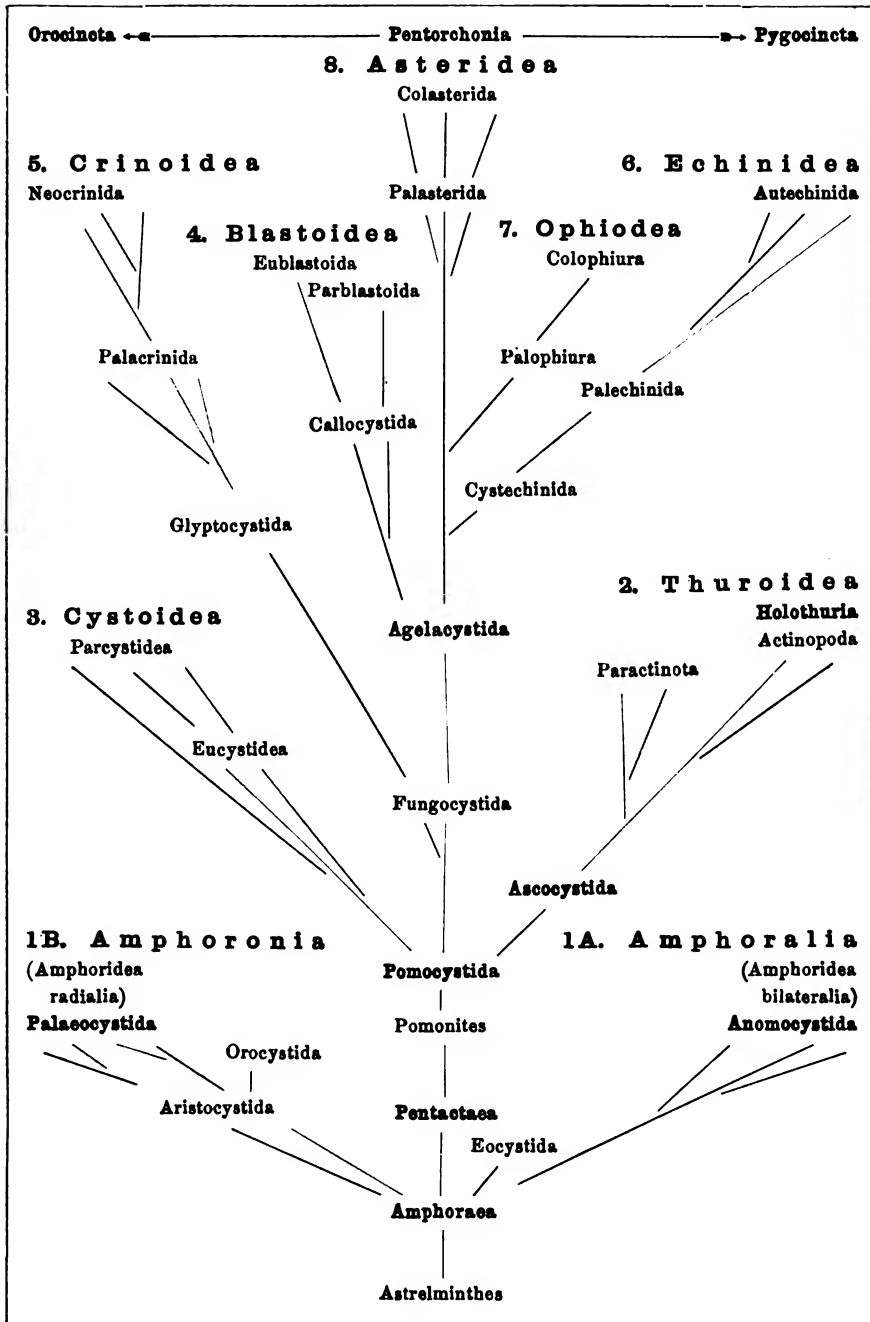 Orocincta ← Pentorchonia → Pygocincta
8. Asteridea
Colasterida
5. Crinoidea
6. Echinidea
Neocrinida
Palasterida
Autechinida
4. Blastoidea
7. Ophiodea
Eublastoida
Colophiura
Parblastoida
Palacrinida
Palophiura
Palechinida
Callocystida
Cystechinida
Glyptocystida
2. Thuroidea
3. Cystoidea
Agelacystida
Holothuria
Parcystidea
Actinopoda
Paractinota
Eucystidea
Fungocystida
Ascocystida
1B. Amphoronia
1A. Amphoralia
(Amphoridea
radialia)
Pomocystida
(Amphoridea
bilateralia)
Palaeocystida
Pomonites
Anomocystida
Orocystida
Aristocystida
Pentactaea
Eocystida
Amphoraea
Astrelminthes